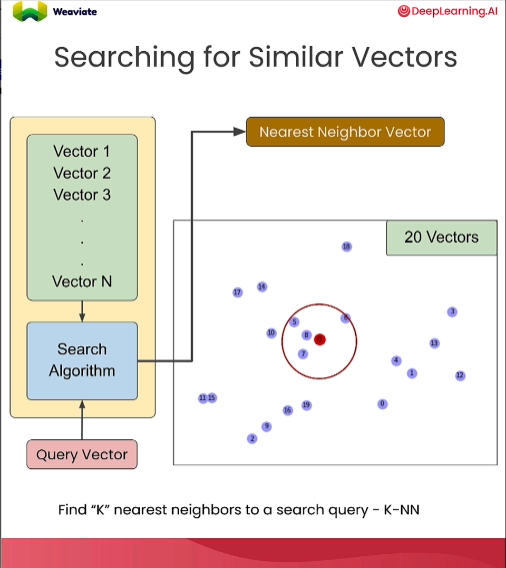 Weaviate
DeepLearning.AI
Searching for Similar Vectors
Nearest Neighbor Vector
Vector 1
Vector 2
Vector 3
.
.
.
Vector N
Search
Algorithm
Query Vector
20 Vectors
18
17
14
3
5
6
10
8
7
13
4
1
12
11 15
0
16
19
9
2
Find “K” nearest neighbors to a search query - K-NN